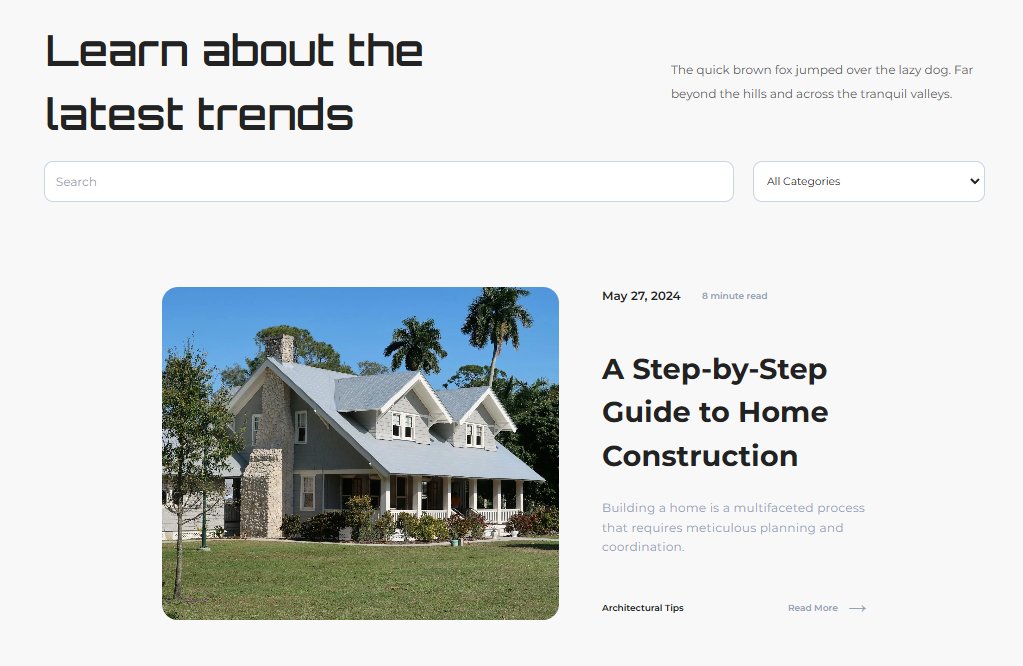 Learn about the
latest trends
The quick brown fox jumped over the lazy dog. Far
beyond the hills and across the tranquil valleys.
Search
All Categories
May 27, 2024
8 minute read
A Step-by-Step
Guide to Home
Construction
Building a home is a multifaceted process
that requires meticulous planning and
coordination.
Architectural Tips
Read More